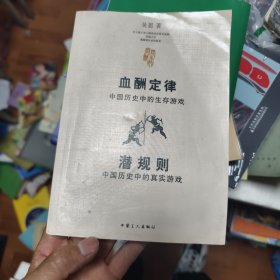 吴思 著
血酬定律
中国历史中的生存游戏
潜规则
中国历史中的真实游戏
中国工人出版社